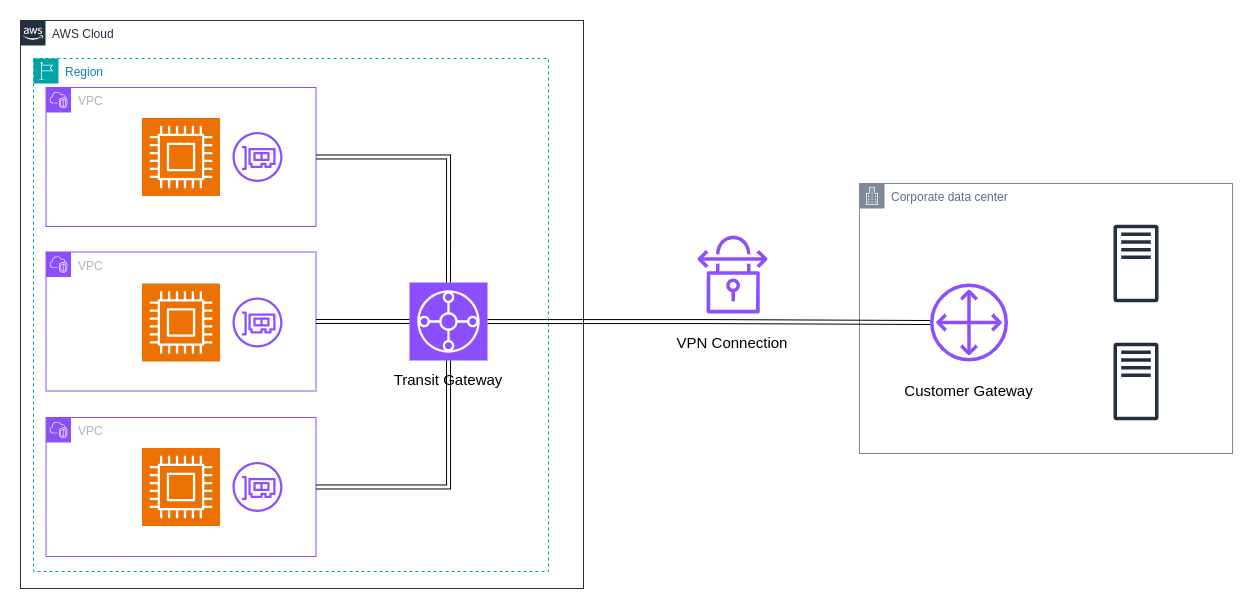 aws
AWS Cloud
Region
VPC
VPC
VPC
Transit Gateway
VPN Connection
Corporate data center
Customer Gateway